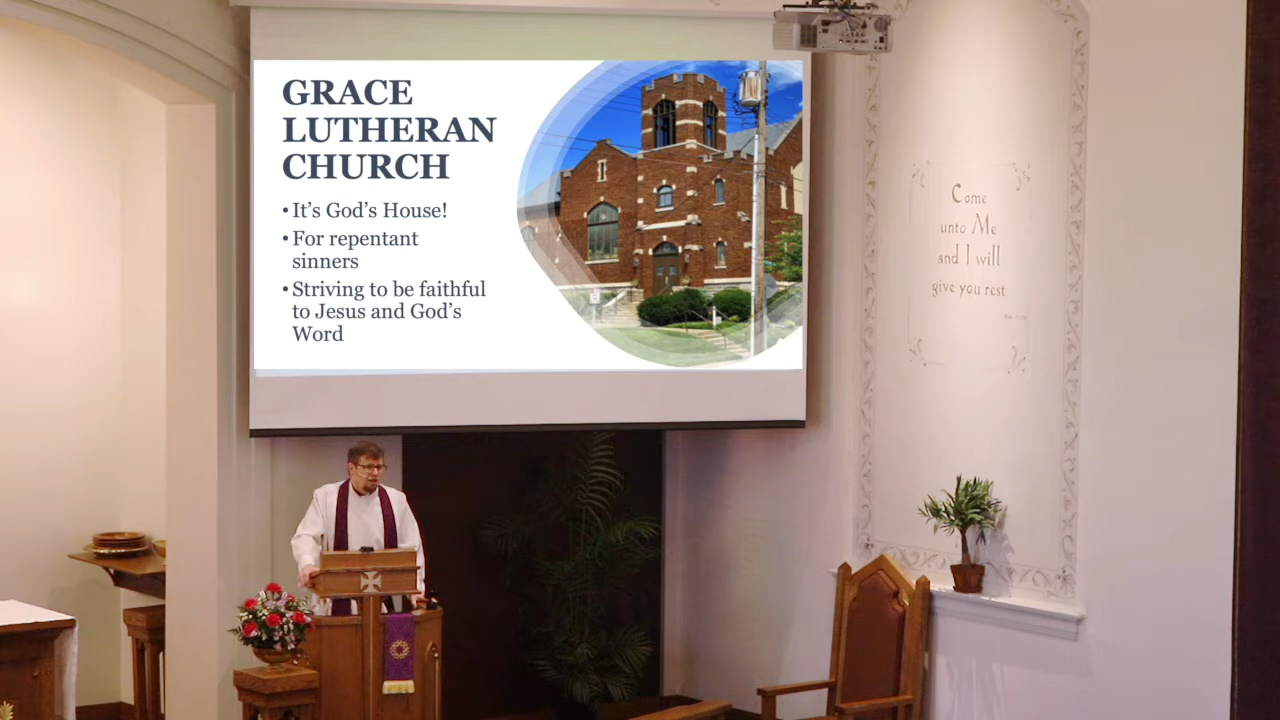 GRACE
LUTHERAN
CHURCH
• It's God's House!
• For repentant
sinners
• Striving to be faithful
to Jesus and God's
Word
Come
unto Me
and I will
give you rest